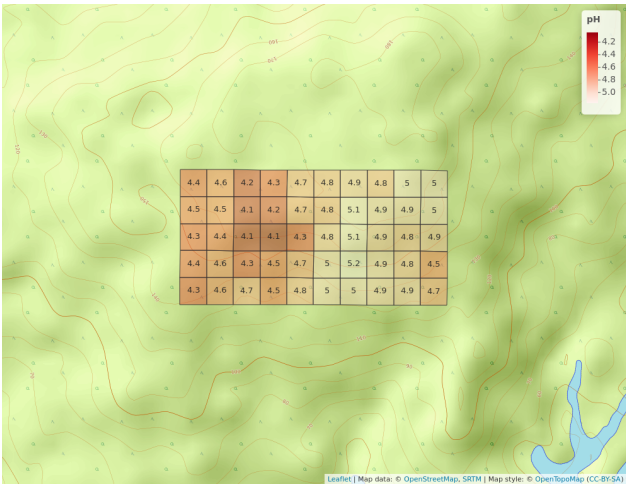 pH
4.2
4.4
4.6
4.8
5.0
4.4 4.6 4.2 4.3 4.7 4.8 4.9 4.8 5 5
4.5 4.5 4.1 4.2 4.7 4.8 5.1 4.9 4.9 5
4.3 4.4 4.1 4.1 4.3 4.8 5.1 4.9 4.8 4.9
4.4 4.6 4.3 4.5 4.7 5 5.2 4.9 4.8 4.5
4.3 4.6 4.7 4.5 4.8 5 5 4.9 4.9 4.7
Leaflet | Map data: © OpenStreetMap, SRTM | Map style: © OpenTopoMap (CC-BY-SA)